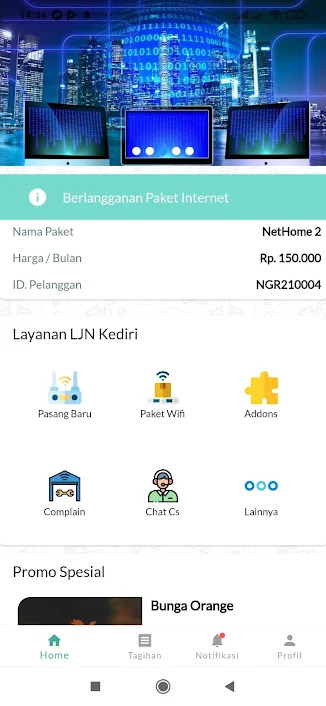 14:44
Berlangganan Paket Internet
Nama Paket NetHome 2
Harga / Bulan Rp. 150.000
ID. Pelanggan NGR210004
Layanan LJN Kediri
Pasang Baru Paket Wifi Addons
Complain Chat Cs Lainnya
Promo Spesial
Bunga Orange
Home Tagihan Notifikasi Profil